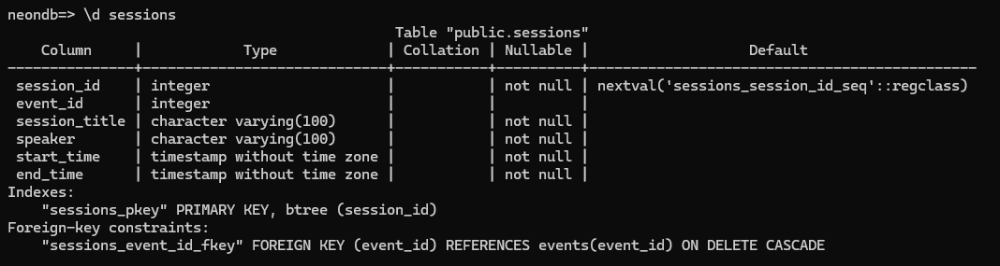 neondb=> \d sessions
                                             Table "public.sessions"
    Column     |            Type             | Collation | Nullable |                   Default
---------------+-----------------------------+-----------+----------+---------------------------------------------
 session_id    | integer                     |           | not null | nextval('sessions_session_id_seq'::regclass)
 event_id      | integer                     |           |          |
 session_title | character varying(100)      |           | not null |
 speaker       | character varying(100)      |           | not null |
 start_time    | timestamp without time zone |           | not null |
 end_time      | timestamp without time zone |           | not null |
Indexes:
    "sessions_pkey" PRIMARY KEY, btree (session_id)
Foreign-key constraints:
    "sessions_event_id_fkey" FOREIGN KEY (event_id) REFERENCES events(event_id) ON DELETE CASCADE